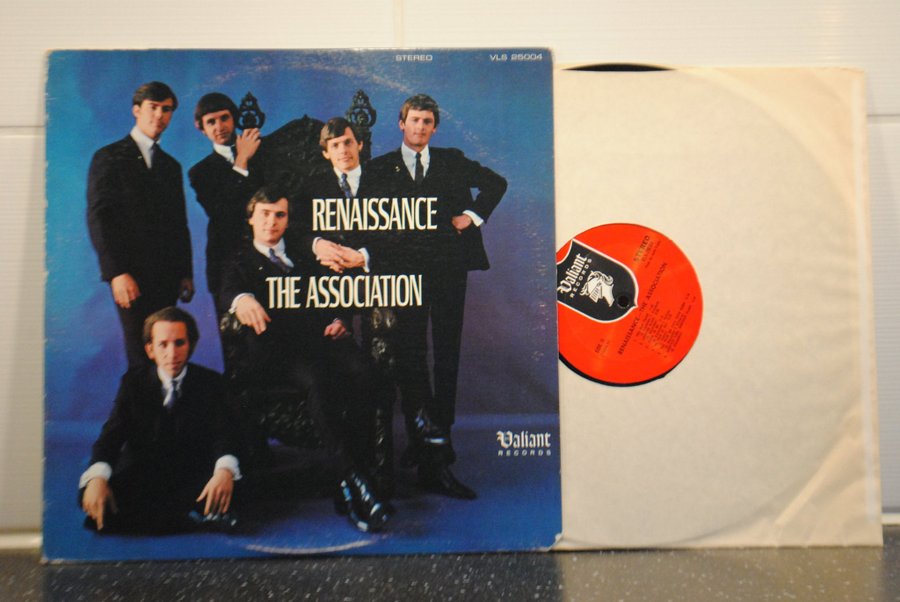 STEREO VLS 25004
RENAISSANCE
THE ASSOCIATION
Valiant
RECORDS
Valiant
RECORDS
STEREO
RENAISSANCE - THE ASSOCIATION